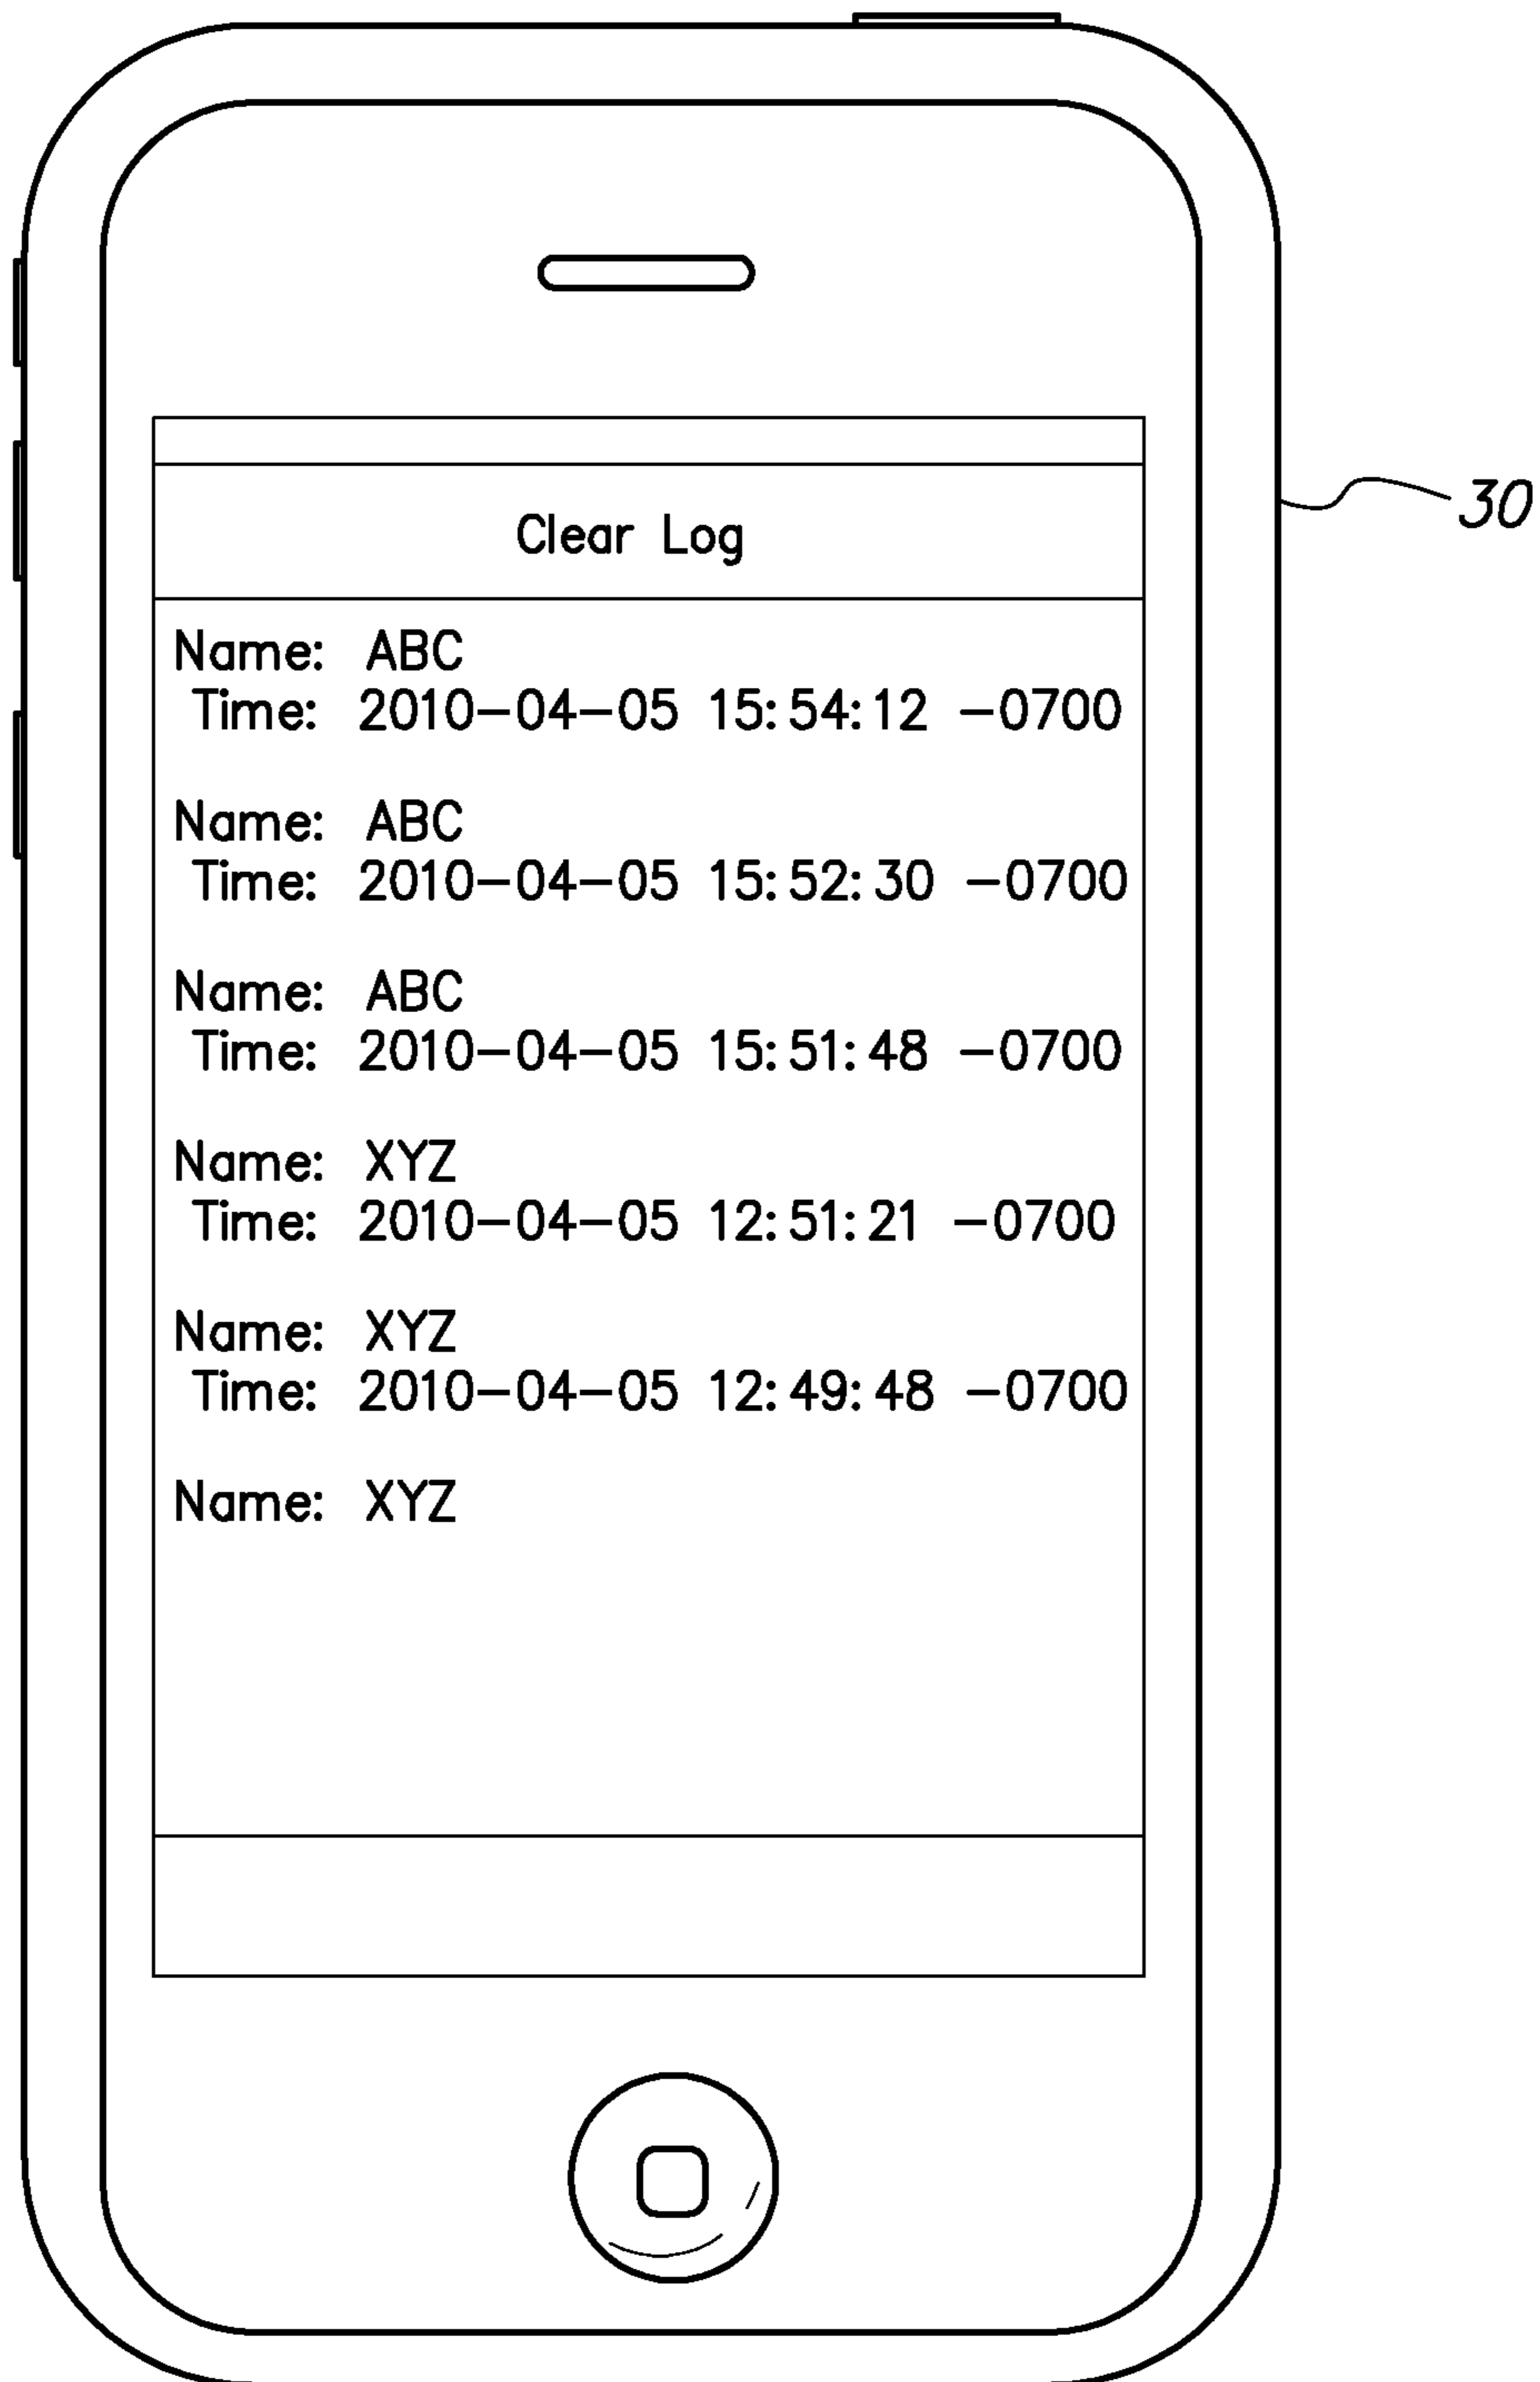 Clear Log
30
Name: ABC
Time: 2010-04-05 15:54:12 -0700
Name: ABC
Time: 2010-04-05 15:52:30 -0700
Name: ABC
Time: 2010-04-05 15:51:48 -0700
Name: XYZ
Time: 2010-04-05 12:51:21 -0700
Name: XYZ
Time: 2010-04-05 12:49:48 -0700
Name: XYZ